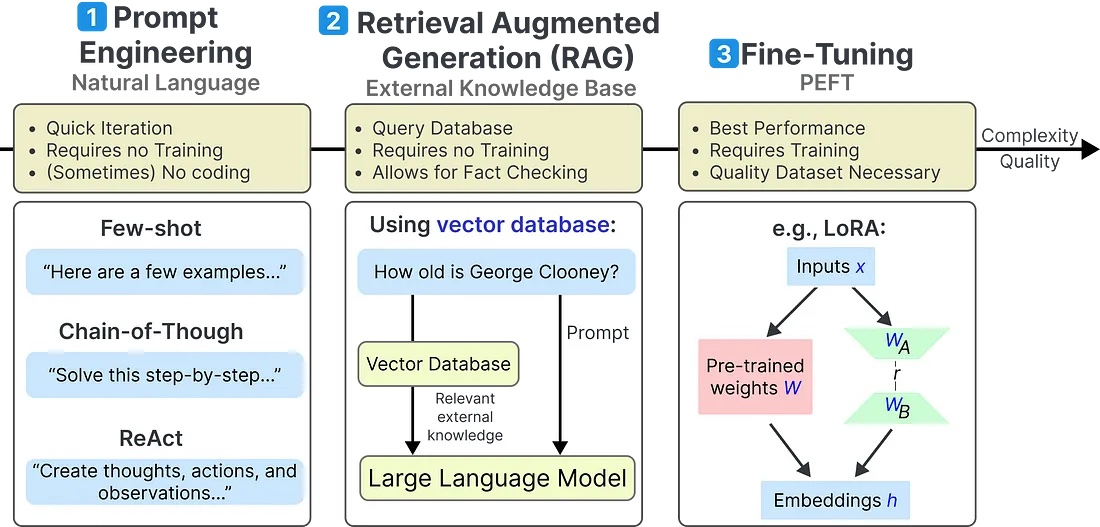 1 Prompt
Engineering
Natural Language
• Quick Iteration
• Requires no Training
• (Sometimes) No coding
Few-shot
“Here are a few examples...”
Chain-of-Though
“Solve this step-by-step...”
ReAct
“Create thoughts, actions, and
observations...”
2 Retrieval Augmented
Generation (RAG)
External Knowledge Base
• Query Database
• Requires no Training
• Allows for Fact Checking
Using vector database:
How old is George Clooney?
Prompt
Vector Database
Relevant
external
knowledge
Large Language Model
3 Fine-Tuning
PEFT
• Best Performance
• Requires Training
• Quality Dataset Necessary
e.g., LoRA:
Inputs x
Pre-trained
weights W
WA
r
WB
Embeddings h
Complexity
Quality